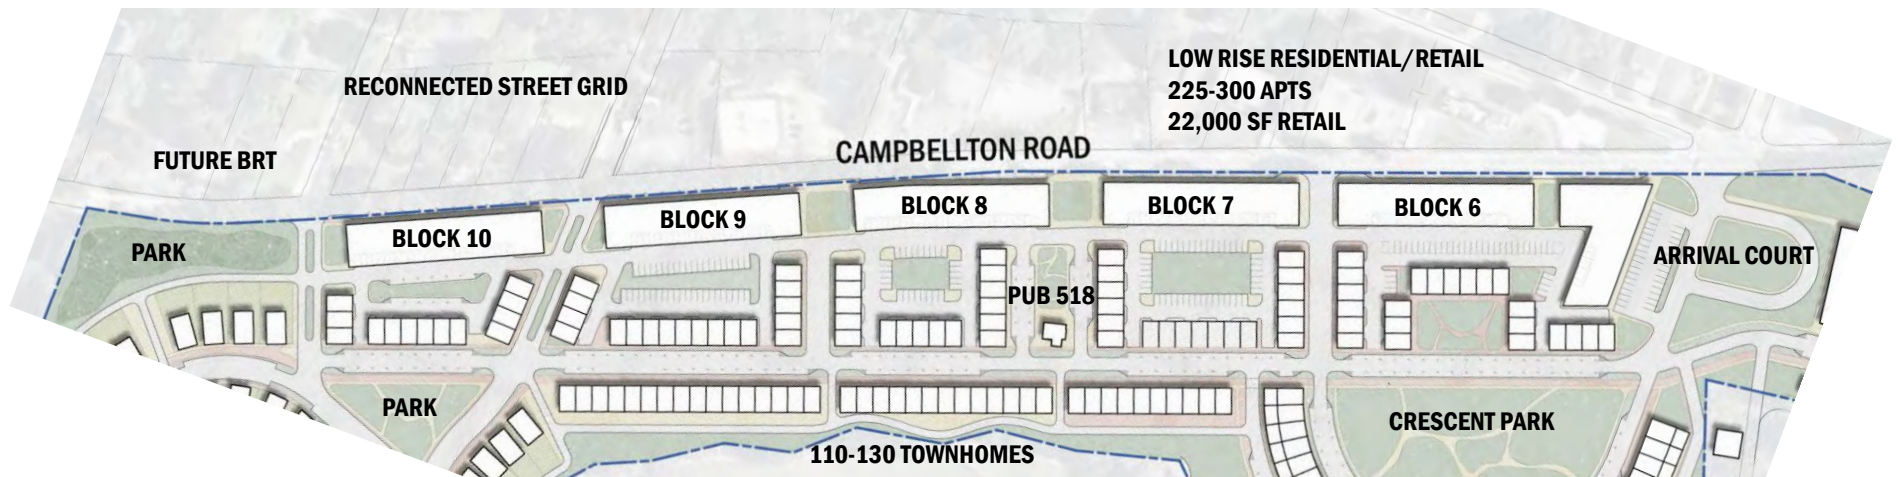 LOW RISE RESIDENTIAL/RETAIL
225-300 APTS
22,000 SF RETAIL
RECONNECTED STREET GRID
CAMPBELLTON ROAD
FUTURE BRT
BLOCK 10
BLOCK 9
BLOCK 8
BLOCK 7
BLOCK 6
PARK
ARRIVAL COURT
PUB 518
PARK
CRESCENT PARK
110-130 TOWNHOMES